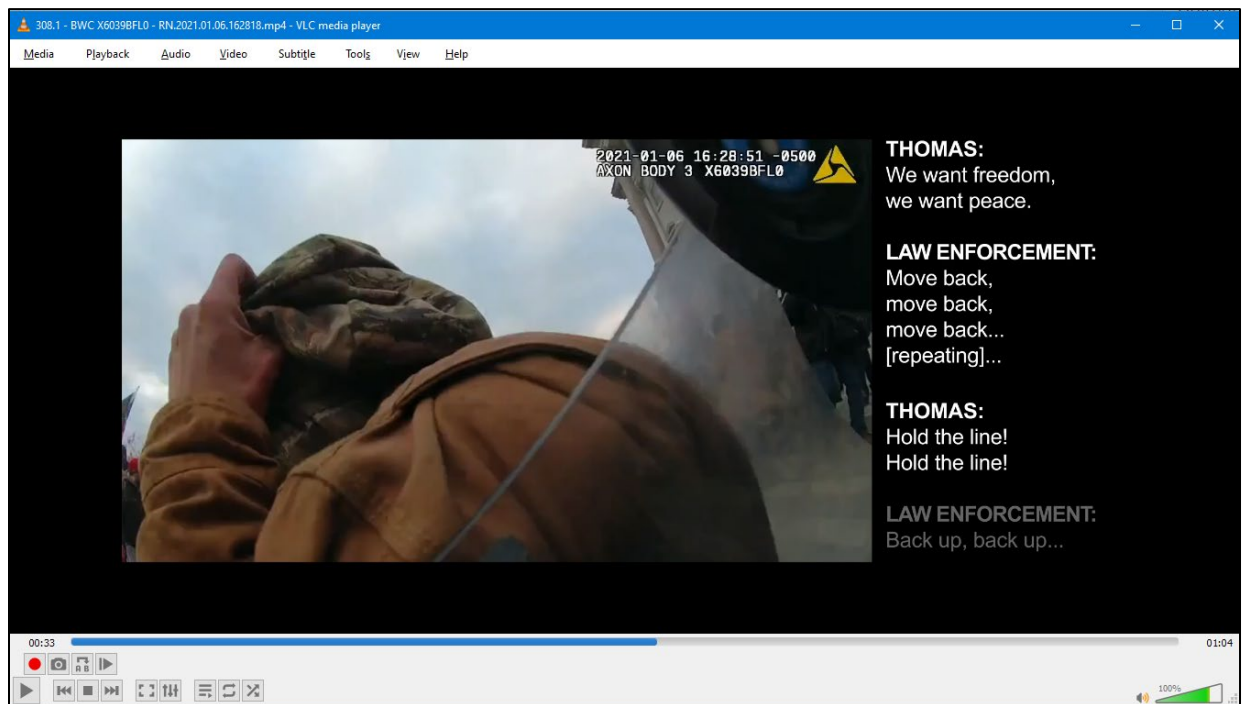 308.1 - BWC X6039BFL0 - RN.2021.01.06.162818.mp4 - VLC media player
Media Playback Audio Video Subtitle Tools View Help
2021-01-06 16:28:51 -0500
AXON BODY 3 X6039BFL0
THOMAS:
We want freedom,
we want peace.
LAW ENFORCEMENT:
Move back,
move back,
move back...
[repeating]...
THOMAS:
Hold the line!
Hold the line!
LAW ENFORCEMENT:
Back up, back up...
00:33 01:04
A B
100%